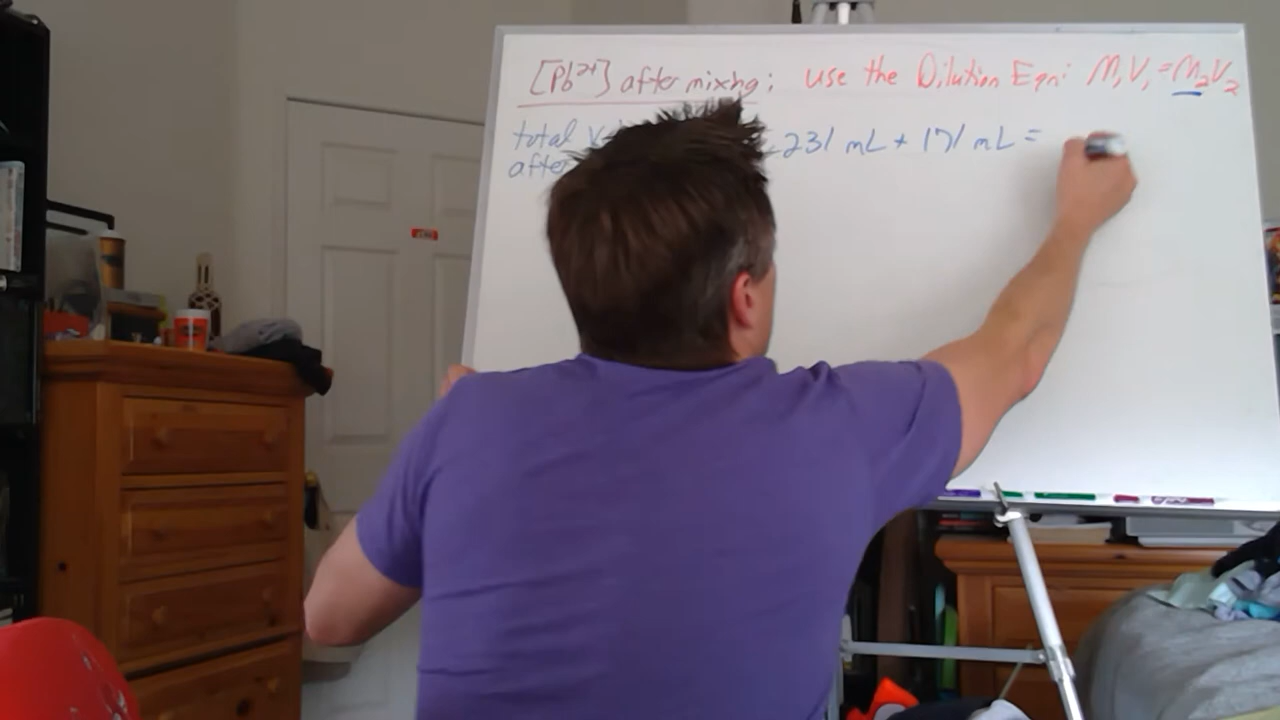 [Pb²⁺] after mixing: use the Dilution Eqn: M₁V₁ = M₂V₂
total 231 mL + 171 mL =
after